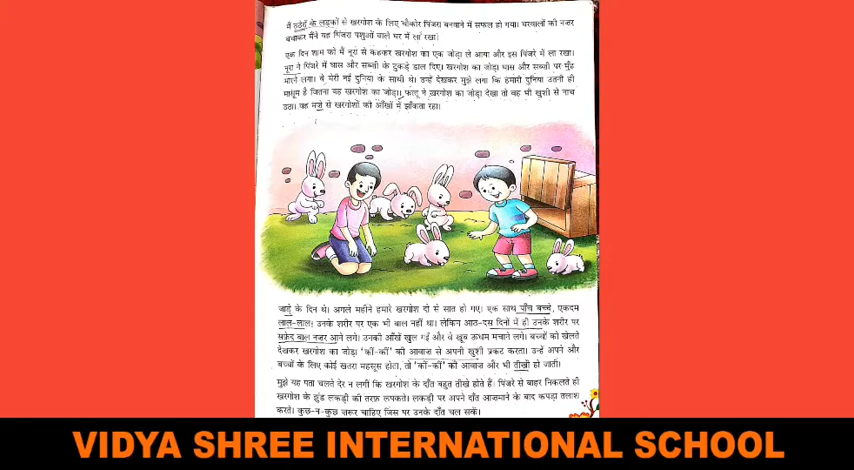 मैं ठठेरों के लड़कों से खरगोश के लिए चौकोर पिंजरा बनवाने में सफल हो गया। घरवालों की नज़र
बचाकर मैंने यह पिंजरा पशुओं वाले घर में ला रखा।
एक दिन शाम को मैं नूरा से कहकर खरगोश का एक जोड़ा ले आया और इस पिंजरे में ला रखा।
नूरा ने पिंजरे में घास और सब्ज़ी के टुकड़े डाल दिए। खरगोश का जोड़ा घास और सब्ज़ी पर मुँह
मारने लगा। वे मेरी नई दुनिया के साथी थे। उन्हें देखकर मुझे लगा कि हमारी दुनिया उतनी ही
मासूम है जितना यह खरगोश का जोड़ा। फालू ने खरगोश का जोड़ा देखा तो वह भी खुशी से नाच
उठा। वह मज़े से खरगोशों की आँखों में झाँकता रहा।
जाड़े के दिन थे। अगले महीने हमारे खरगोश दो से सात हो गए। एक साथ पाँच बच्चे, एकदम
लाल-लाल। उनके शरीर पर एक भी बाल नहीं था। लेकिन आठ-दस दिनों में ही उनके शरीर पर
सफ़ेद बाल नज़र आने लगे। उनकी आँखें खुल गईं और वे खूब ऊधम मचाने लगे। बच्चों को खेलते
देखकर खरगोश का जोड़ा 'कीं-कीं' की आवाज़ से अपनी खुशी प्रकट करता। उन्हें अपने और
बच्चों के लिए कोई खतरा महसूस होता, तो 'कीं-कीं' की आवाज़ और भी तीखी हो जाती।
मुझे यह पता चलते देर न लगी कि खरगोश के दाँत बहुत तीखे होते हैं। पिंजरे से बाहर निकलते ही
खरगोश के झुंड लकड़ी की तरफ़ लपकते। लकड़ी पर अपने दाँत आज़माने के बाद कपड़ा तलाश
करते। कुछ-न-कुछ ज़रूर चाहिए जिस पर उनके दाँत चल सकें।
VIDYA SHREE INTERNATIONAL SCHOOL